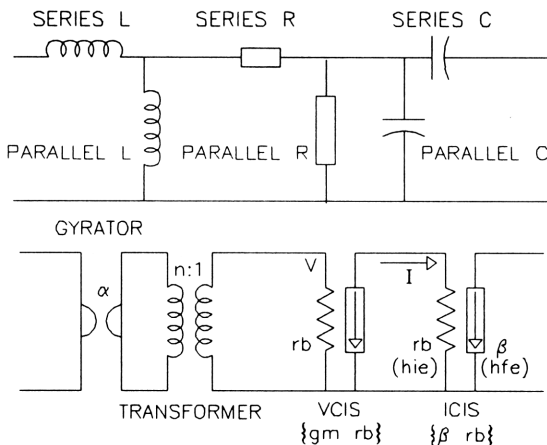 SERIES L SERIES R SERIES C
PARALLEL L PARALLEL R PARALLEL C
GYRATOR
α n:1 V I
rb rb β
(hie) (hfe)
TRANSFORMER VCIS ICIS
{gm rb} {β rb}